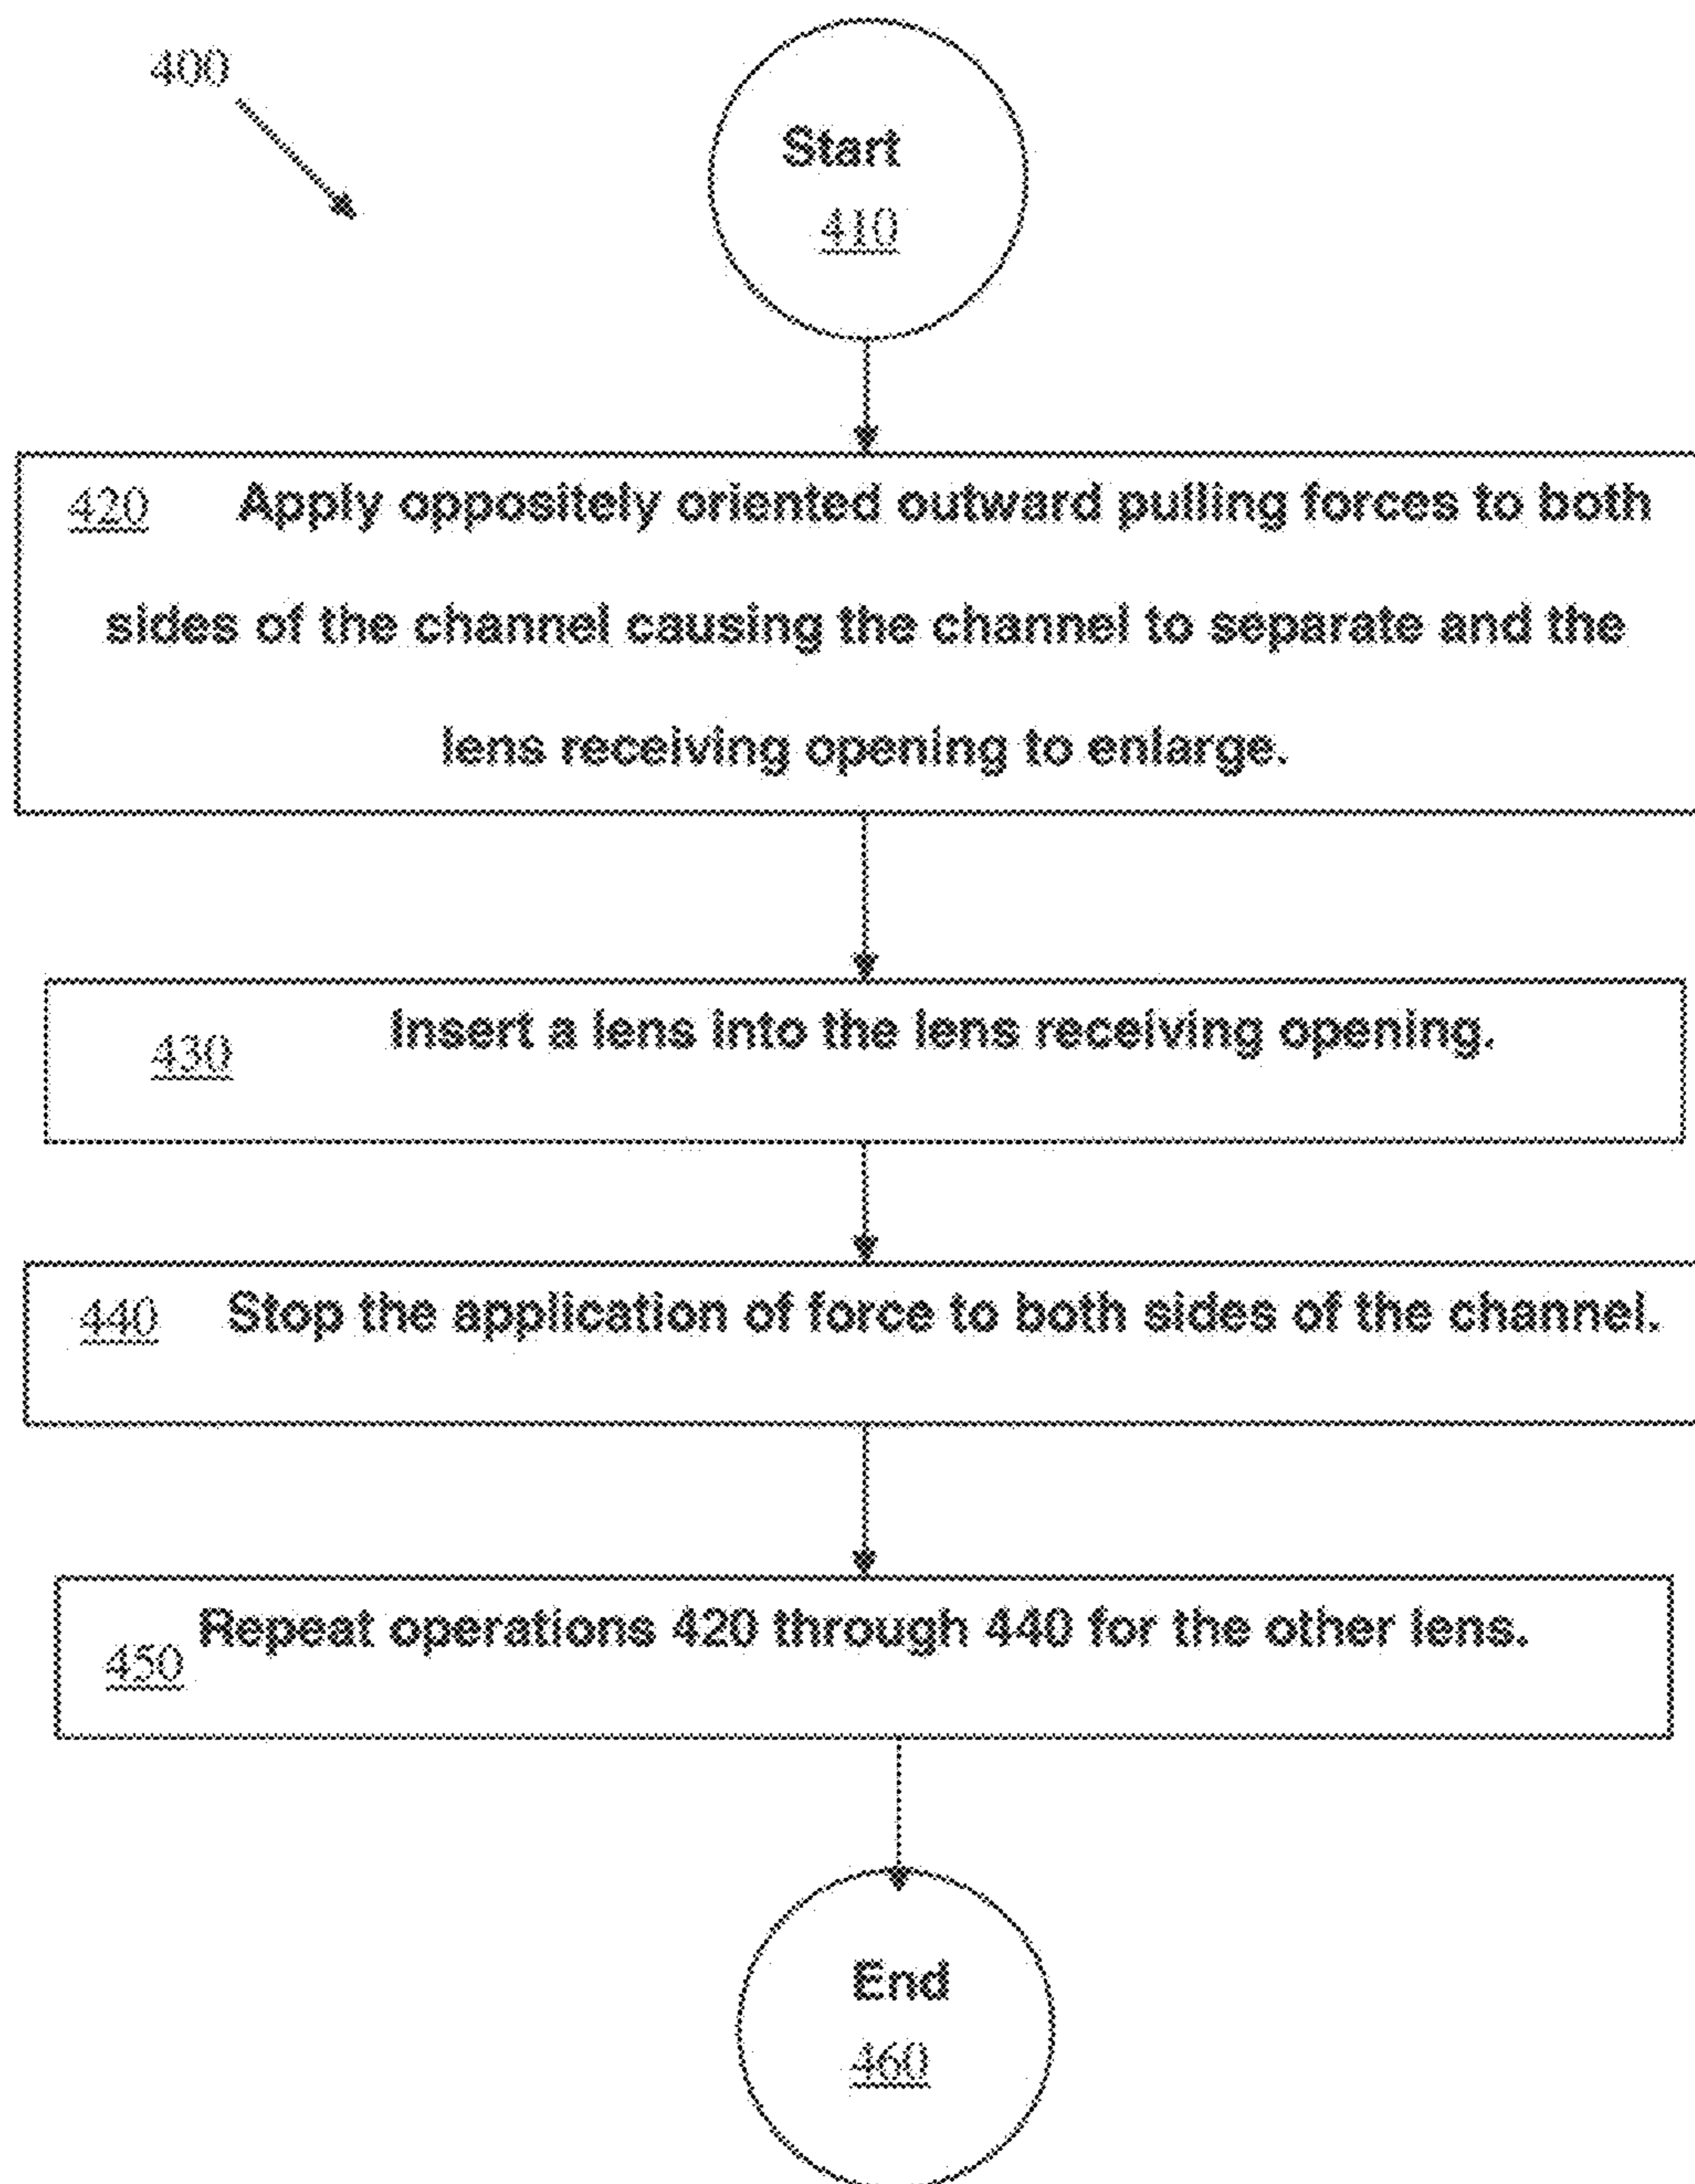 400
Start
410
420 Apply oppositely oriented outward pulling forces to both
sides of the channel causing the channel to separate and the
lens receiving opening to enlarge.
430 Insert a lens into the lens receiving opening.
440 Stop the application of force to both sides of the channel.
450 Repeat operations 420 through 440 for the other lens.
End
460